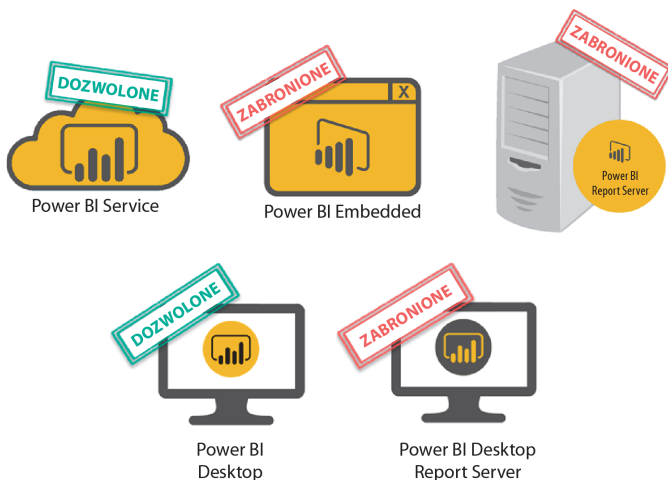 DOZWOLONE
Power BI Service
ZABRONIONE
X
Power BI Embedded
ZABRONIONE
Power BI
Report Server
DOZWOLONE
Power BI
Desktop
ZABRONIONE
Power BI Desktop
Report Server